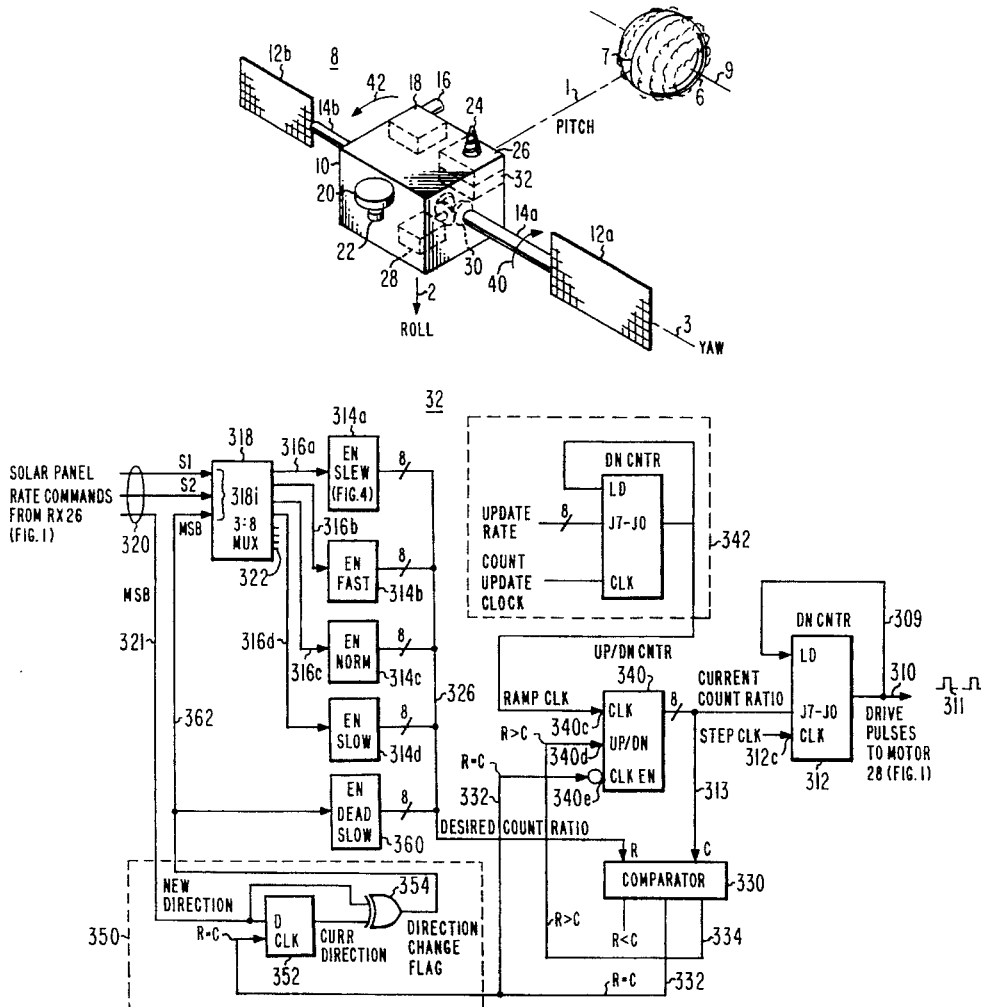 12b
8
42
18
16
24
26
14b
10
32
20
22
28
30
14a
40
12a
2
ROLL
3
YAW
1
PITCH
7
9
6
32
314a
318
316a
EN
SLEW
(FIG.4)
8
SOLAR PANEL
RATE COMMANDS
FROM RX26
(FIG.1)
S1
S2
MSB
320
318i
3:8
MUX
322
316b
EN
FAST
8
314b
MSB
321
316d
316c
EN
NORM
8
314c
326
362
EN
SLOW
8
314d
EN
DEAD
SLOW
8
360
DN CNTR
LD
J7-J0
CLK
UPDATE
RATE
8
COUNT
UPDATE
CLOCK
342
UP/DN CNTR
340
RAMP CLK
CLK
340c
UP/DN
340d
CLK EN
340e
R>C
R=C
332
8
CURRENT
COUNT RATIO
STEP CLK
313
DN CNTR
LD
J7-J0
CLK
312c
312
309
310
311
DRIVE
PULSES
TO MOTOR
28 (FIG.1)
DESIRED COUNT RATIO
R
C
COMPARATOR
330
R>C
R<C
334
332
R=C
350
NEW
DIRECTION
R=C
D
CLK
352
CURR
DIRECTION
354
DIRECTION
CHANGE
FLAG